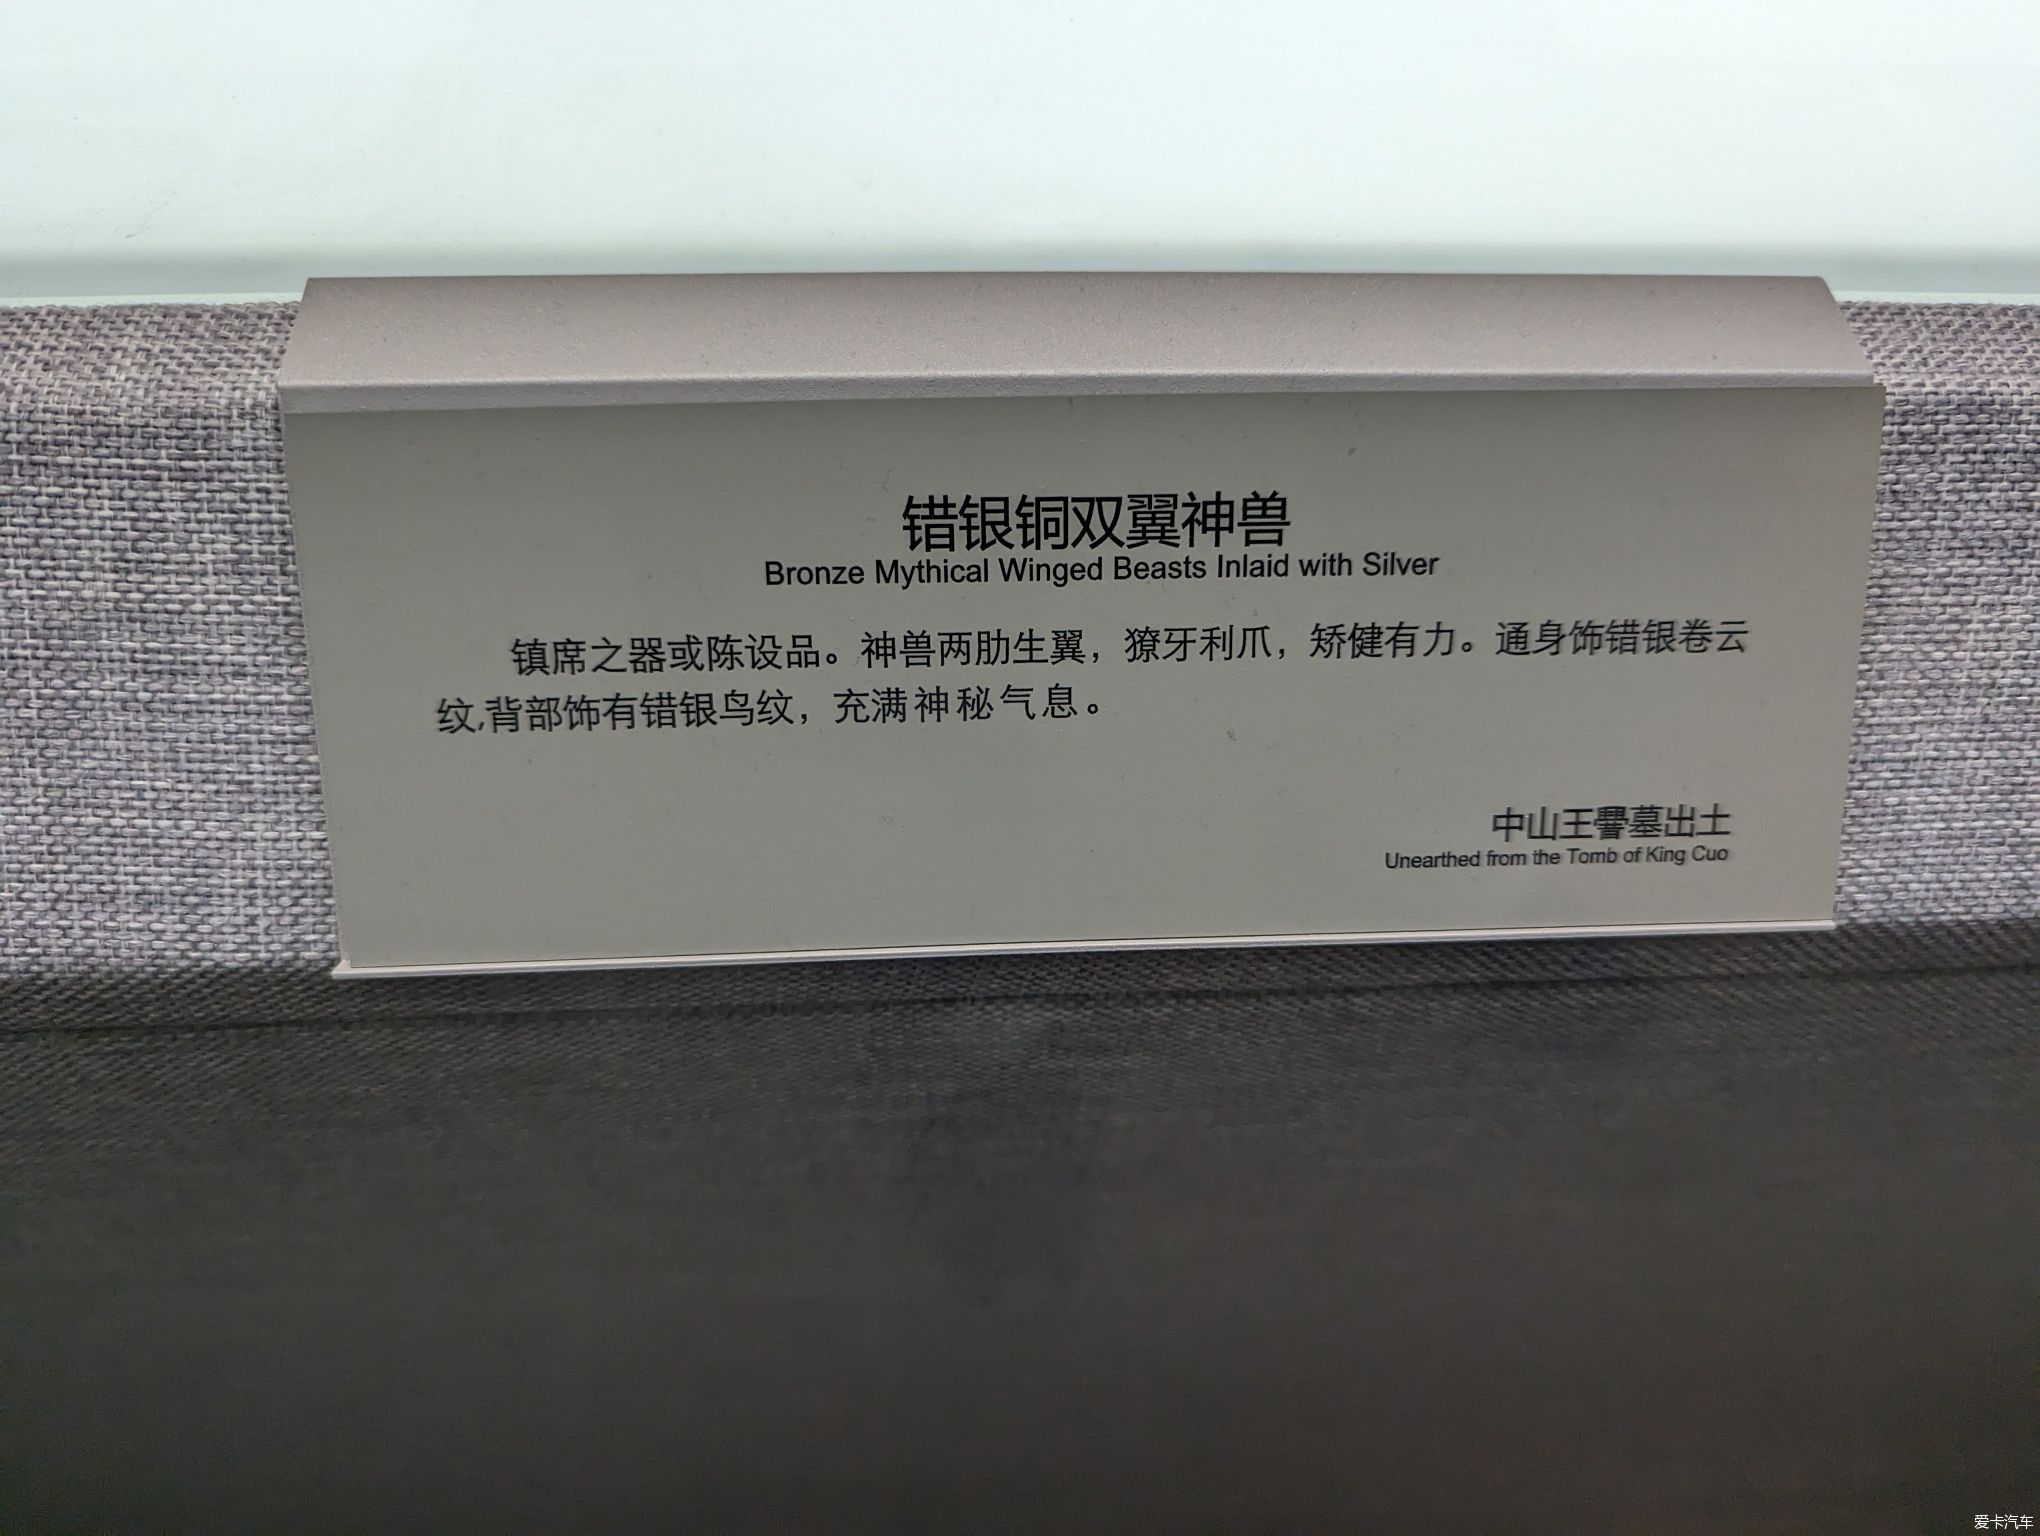 错银铜双翼神兽
Bronze Mythical Winged Beasts Inlaid with Silver
镇席之器或陈设品。神兽两肋生翼，獠牙利爪，矫健有力。通身饰错银卷云
纹,背部饰有错银鸟纹，充满神秘气息。
中山王䰜墓出土
Unearthed from the Tomb of King Cuo
爱卡汽车